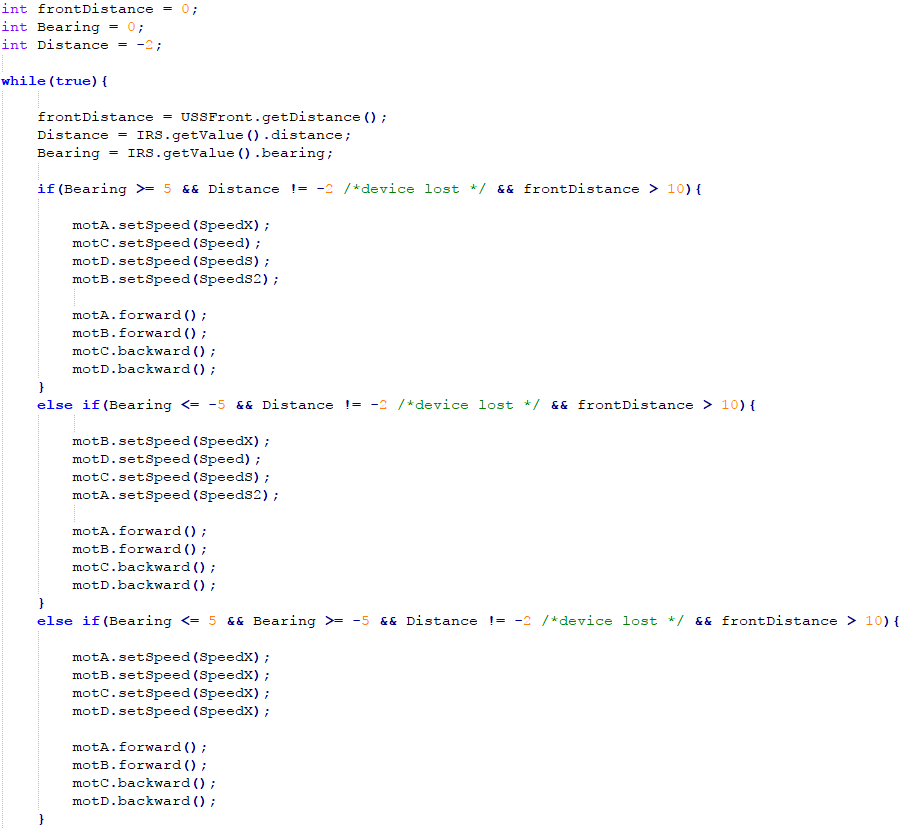 int frontDistance = 0;
int Bearing = 0;
int Distance = -2;

while(true){

    frontDistance = USSFront.getDistance();
    Distance = IRS.getValue().distance;
    Bearing = IRS.getValue().bearing;

    if(Bearing >= 5 && Distance != -2 /*device lost */ && frontDistance > 10){

        motA.setSpeed(SpeedX);
        motC.setSpeed(Speed);
        motD.setSpeed(SpeedS);
        motB.setSpeed(SpeedS2);

        motA.forward();
        motB.forward();
        motC.backward();
        motD.backward();
    }
    else if(Bearing <= -5 && Distance != -2 /*device lost */ && frontDistance > 10){

        motB.setSpeed(SpeedX);
        motD.setSpeed(Speed);
        motC.setSpeed(SpeedS);
        motA.setSpeed(SpeedS2);

        motA.forward();
        motB.forward();
        motC.backward();
        motD.backward();
    }
    else if(Bearing <= 5 && Bearing >= -5 && Distance != -2 /*device lost */ && frontDistance > 10){

        motA.setSpeed(SpeedX);
        motB.setSpeed(SpeedX);
        motC.setSpeed(SpeedX);
        motD.setSpeed(SpeedX);

        motA.forward();
        motB.forward();
        motC.backward();
        motD.backward();
    }